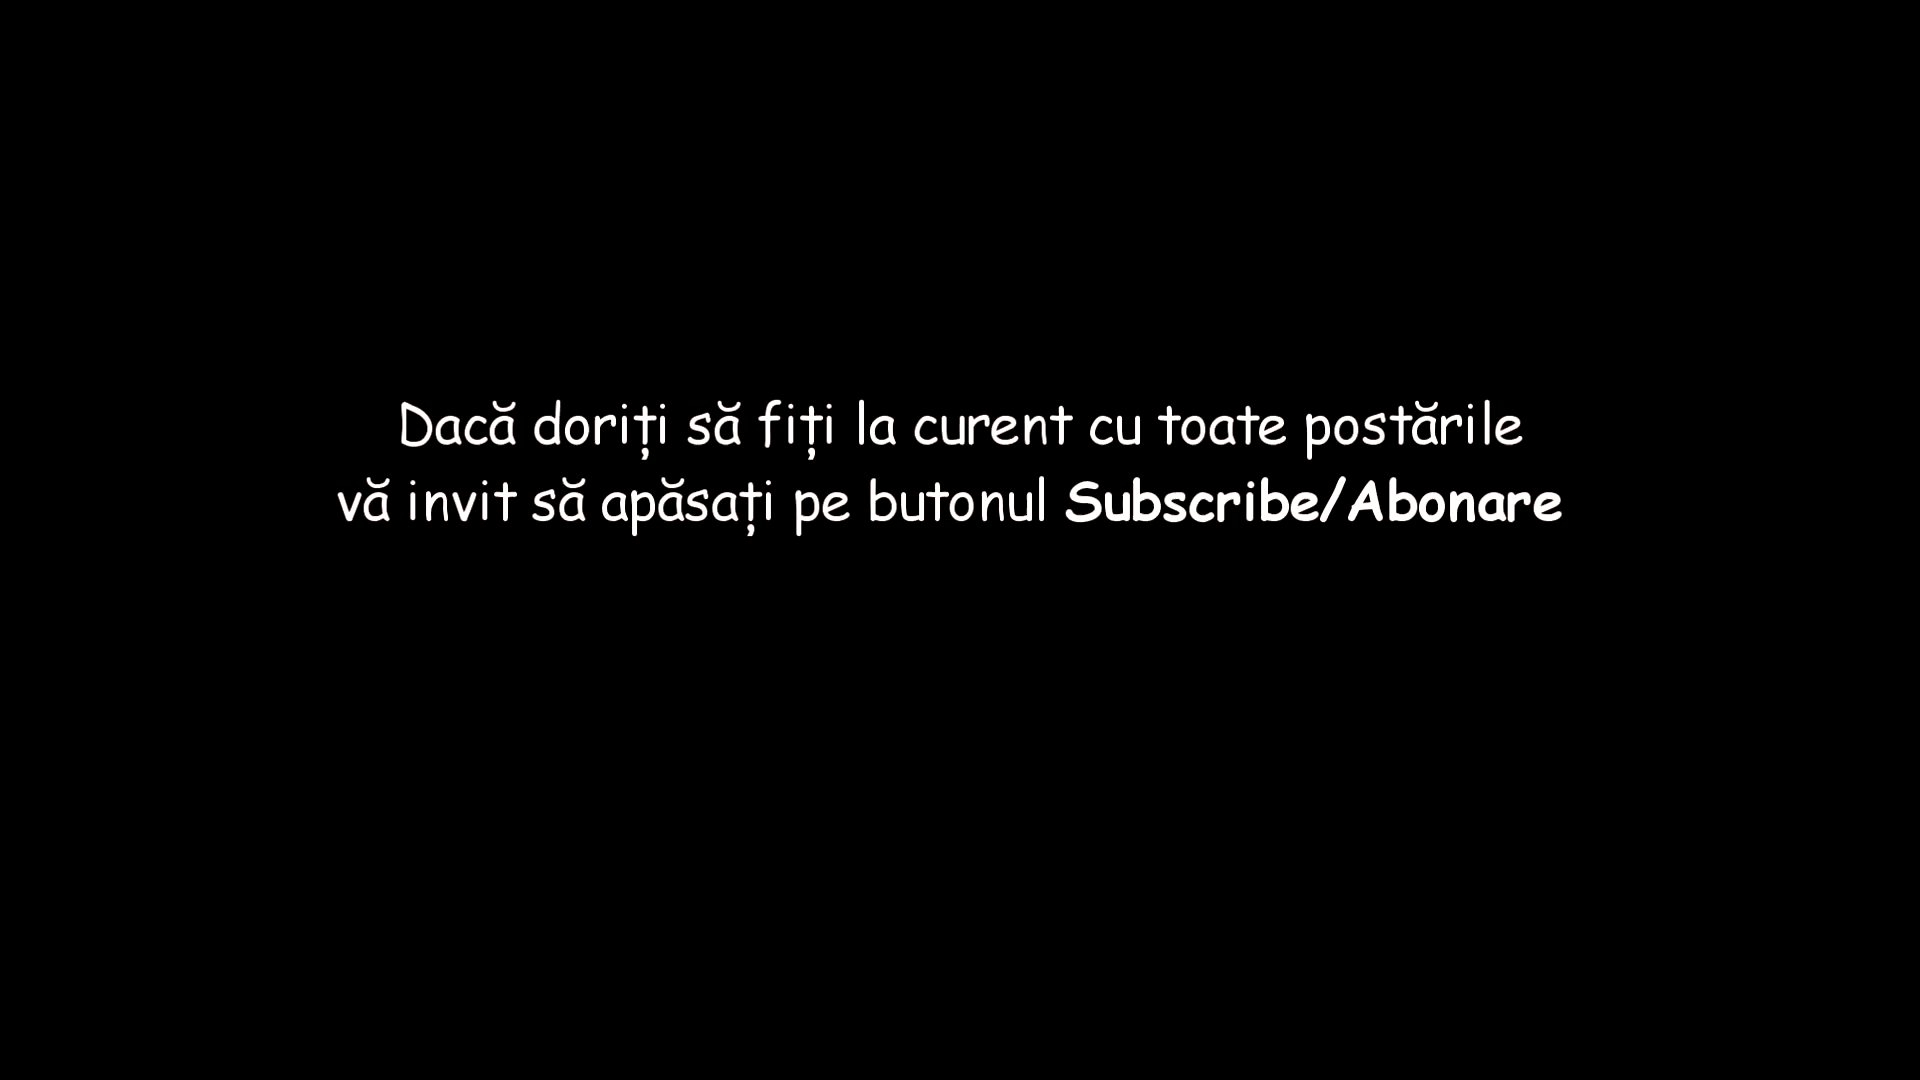 Dacă doriți să fiți la curent cu toate postările
vă invit să apăsați pe butonul Subscribe/Abonare